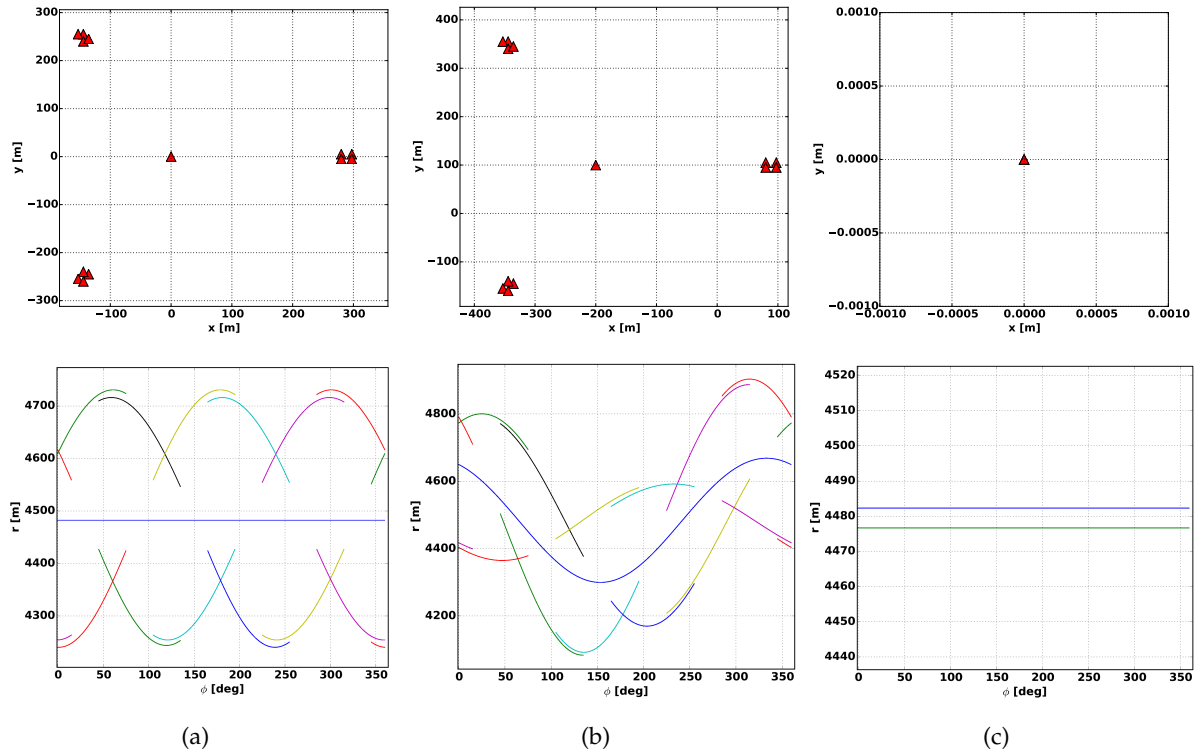 300
200
100
0
−100
−200
−300
y [m]
−100 0 100 200 300
x [m]
400
300
200
100
0
−100
y [m]
−400 −300 −200 −100 0 100
x [m]
0.0010
0.0005
0.0000
−0.0005
−0.0010
y [m]
−0.0010 −0.0005 0.0000 0.0005 0.0010
x [m]
4700
4600
4500
4400
4300
r [m]
0 50 100 150 200 250 300 350
ϕ [deg]
4800
4600
4400
4200
r [m]
0 50 100 150 200 250 300 350
ϕ [deg]
4520
4510
4500
4490
4480
4470
4460
4450
4440
r [m]
0 50 100 150 200 250 300 350
ϕ [deg]
(a) (b) (c)